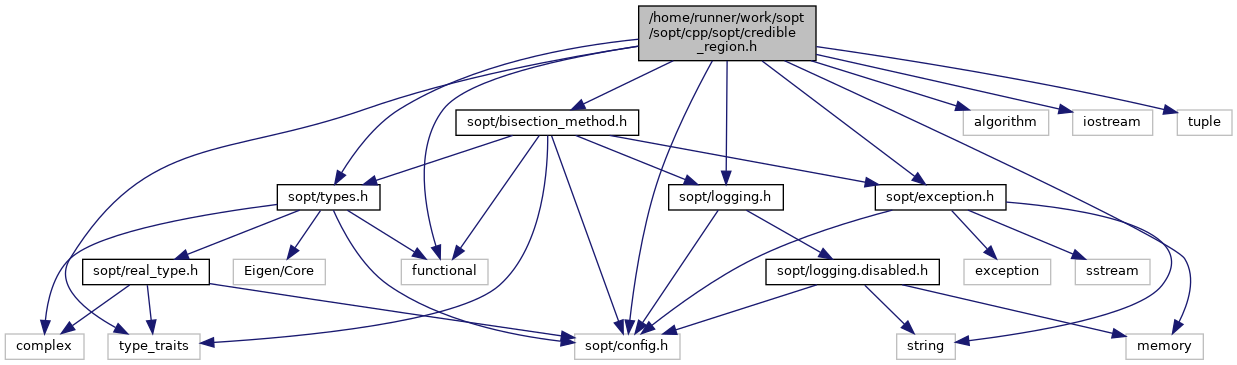 /home/runner/work/sopt
/sopt/cpp/sopt/credible
_region.h
sopt/bisection_method.h
algorithm
iostream
tuple
sopt/types.h
sopt/logging.h
sopt/exception.h
sopt/real_type.h
Eigen/Core
functional
sopt/logging.disabled.h
exception
sstream
complex
type_traits
sopt/config.h
string
memory